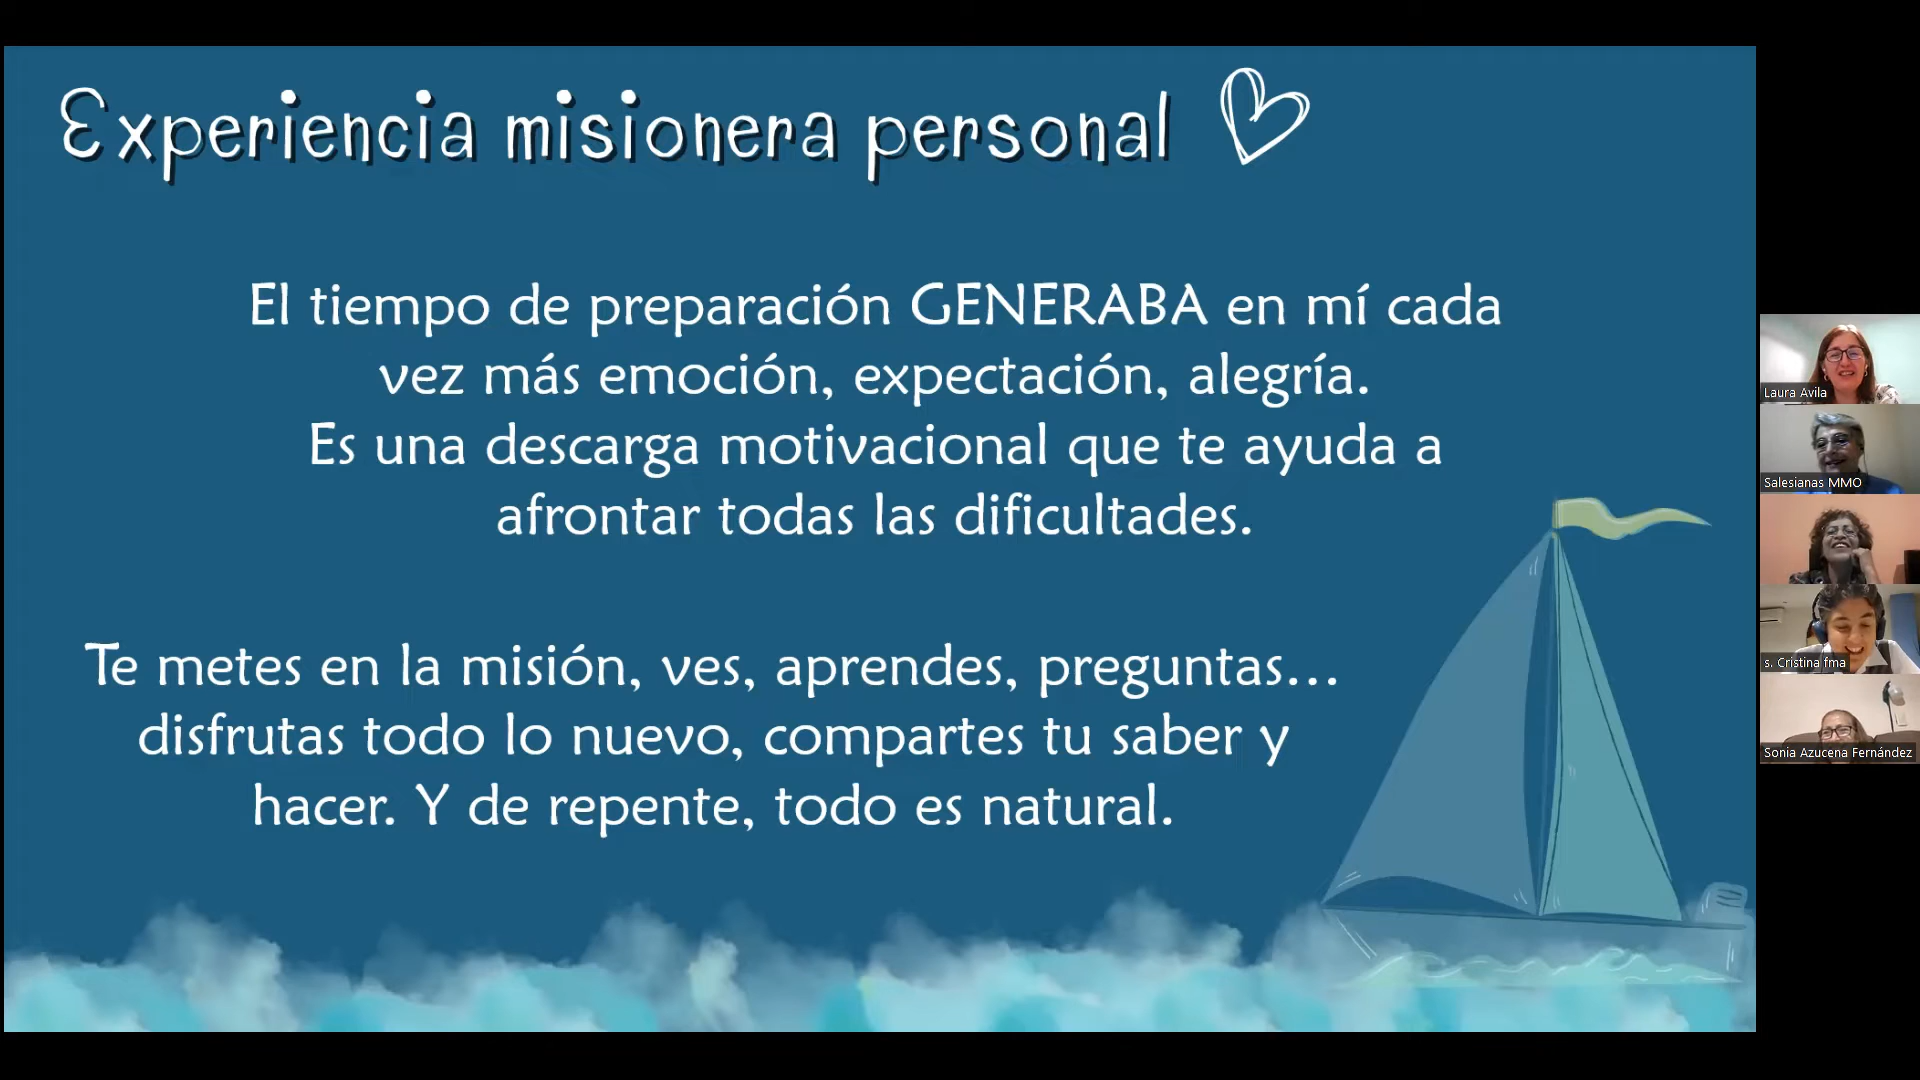 Experiencia misionera personal
El tiempo de preparación GENERABA en mí cada
vez más emoción, expectación, alegría.
Es una descarga motivacional que te ayuda a
afrontar todas las dificultades.
Te metes en la misión, ves, aprendes, preguntas...
disfrutas todo lo nuevo, compartes tu saber y
hacer. Y de repente, todo es natural.
Laura Avila
Salesianas MMO
s. Cristina fma
Sonia Azucena Fernández